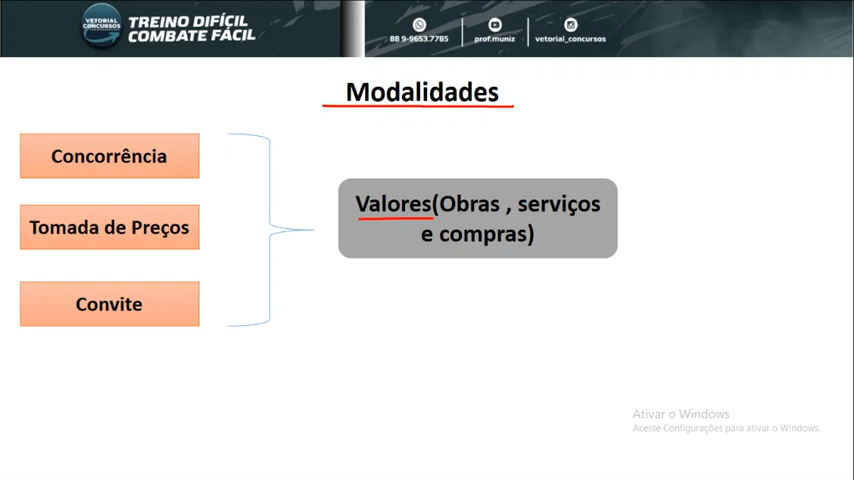 VETORIAL
CONCURSOS
TREINO DIFÍCIL
COMBATE FÁCIL
88 9-9653.7785
prof.muniz
vetorial_concursos
Modalidades
Concorrência
Tomada de Preços
Convite
Valores(Obras , serviços
e compras)
Ativar o Windows
Acesse Configurações para ativar o Windows.